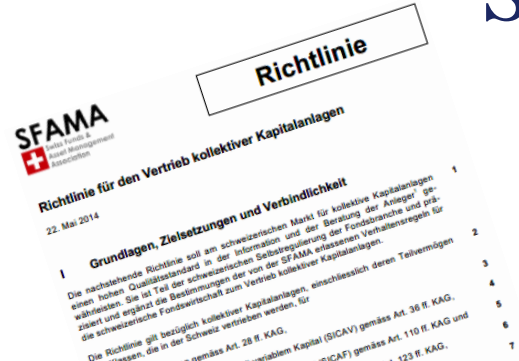 S
Richtlinie
SFAMA
Swiss Funds &
Asset Management
Association
Richtlinie für den Vertrieb kollektiver Kapitalanlagen
22. Mai 2014
I Grundlagen, Zielsetzungen und Verbindlichkeit
Die nachstehende Richtlinie soll am schweizerischen Markt für kollektive Kapitalanlagen 1
einen hohen Qualitätsstandard in der Information und der Beratung der Anleger ge-
währleisten. Sie ist Teil der schweizerischen Selbstregulierung der Fondsbranche und prä-
zisiert und ergänzt die Bestimmungen der von der SFAMA erlassenen Verhaltensregeln für
die schweizerische Fondswirtschaft zum Vertrieb kollektiver Kapitalanlagen.
Die Richtlinie gilt bezüglich kollektiver Kapitalanlagen, einschliesslich deren Teilvermögen 2
die in der Schweiz vertrieben werden, für 3
gemäss Art. 28 ff. KAG, 4
variablem Kapital (SICAV) gemäss Art. 36 ff. KAG, 5
(SICAF) gemäss Art. 110 ff. KAG und 6
123 ff. KAG, 7